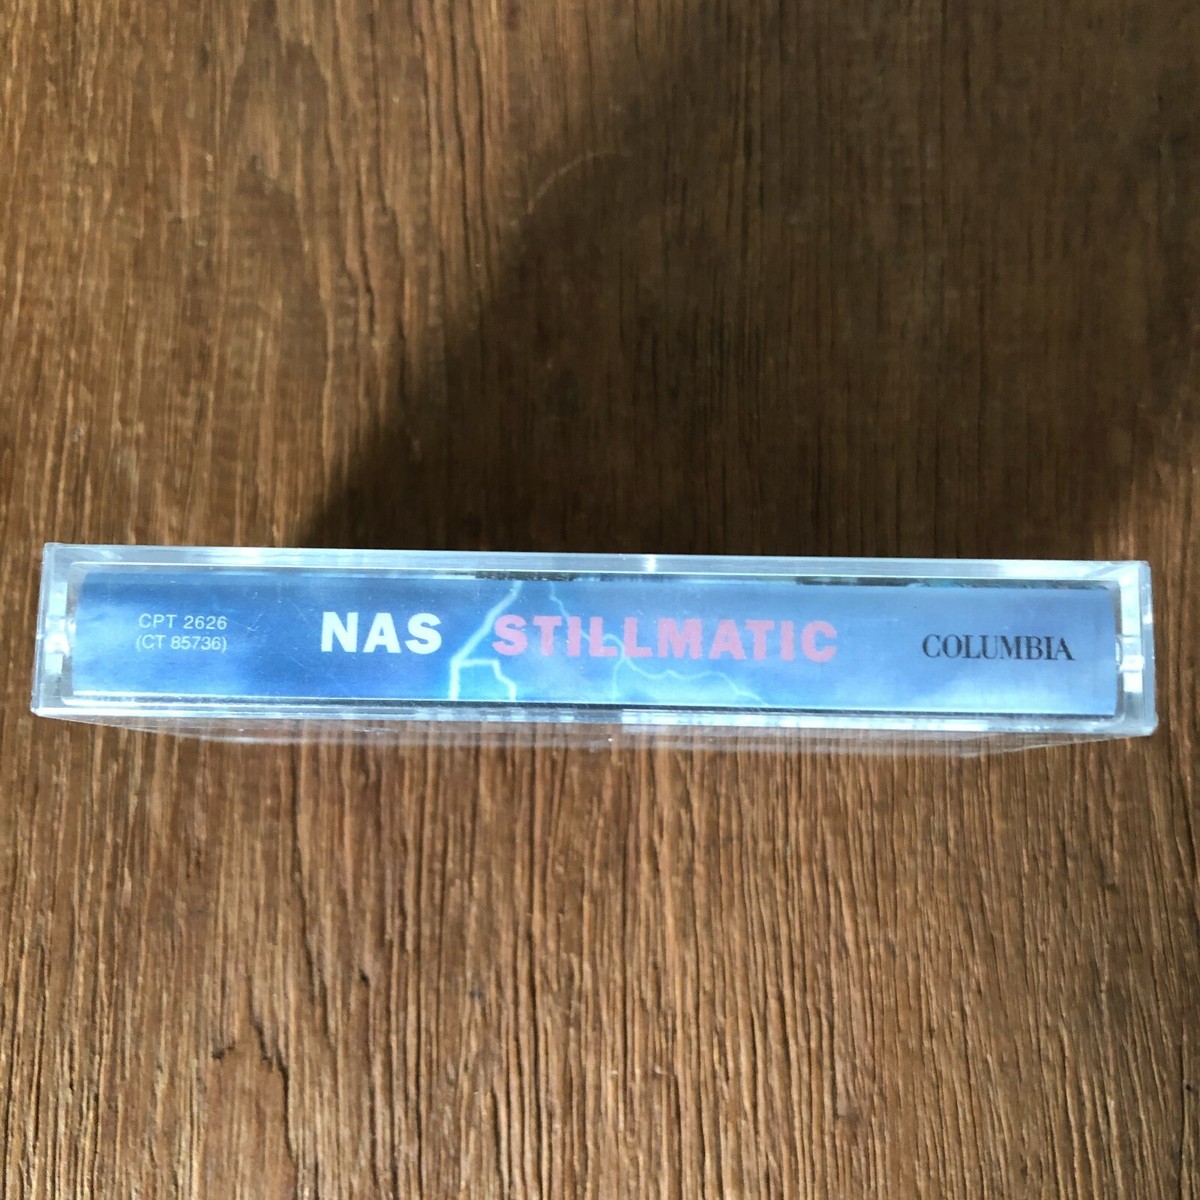 CPT 2626
(CT 85736)
NAS STILLMATIC
COLUMBIA